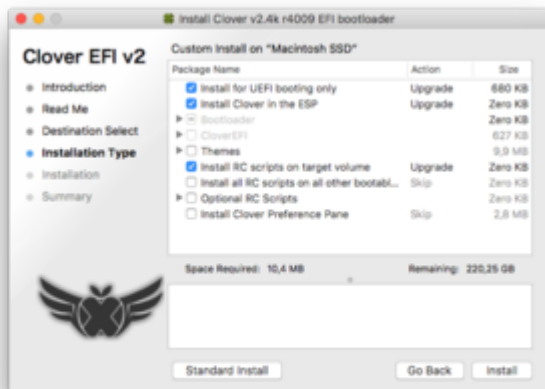 Install Clover v2.4k r4009 EFI bootloader
Clover EFI v2
Custom Install on "Macintosh SSD"
Package Name Action Size
Install for UEFI booting only Upgrade 680 KB
Install Clover in the ESP Upgrade Zero KB
Bootloader Zero KB
CloverEFI 627 KB
Themes 9,9 MB
Install RC scripts on target volume Upgrade Zero KB
Install all RC scripts on all other bootabl... Skip Zero KB
Optional RC Scripts Zero KB
Install Clover Preference Pane Skip 2,8 MB
Introduction
Read Me
Destination Select
Installation Type
Installation
Summary
Space Required: 10,4 MB Remaining: 220,25 GB
Standard Install Go Back Install